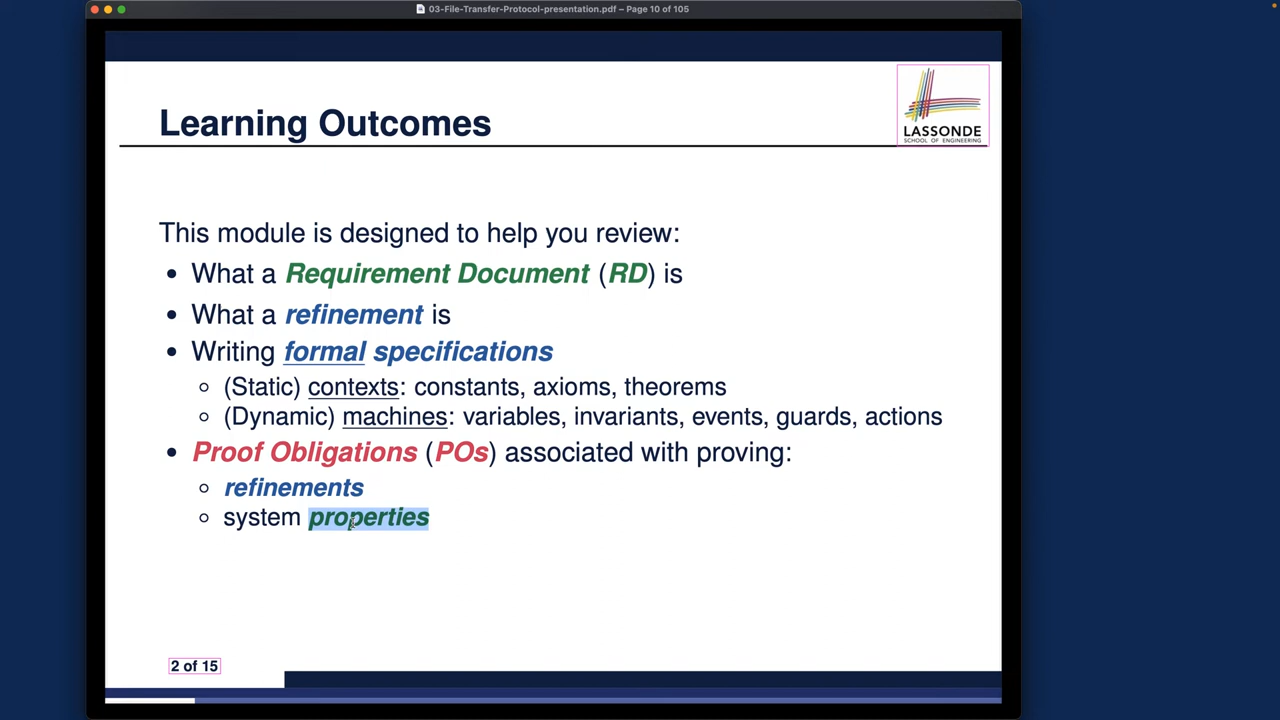 03-File-Transfer-Protocol-presentation.pdf – Page 10 of 105
LASSONDE
SCHOOL OF ENGINEERING
Learning Outcomes
This module is designed to help you review:
• What a Requirement Document (RD) is
• What a refinement is
• Writing formal specifications
◦ (Static) contexts: constants, axioms, theorems
◦ (Dynamic) machines: variables, invariants, events, guards, actions
• Proof Obligations (POs) associated with proving:
◦ refinements
◦ system properties
2 of 15